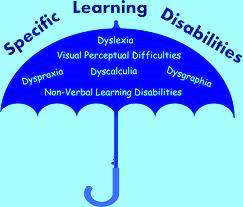 Specific Learning Disabilities
Dyslexia
Visual Perceptual Difficulties
Dyspraxia Dyscalculia Dysgraphia
Non-Verbal Learning Disabilities